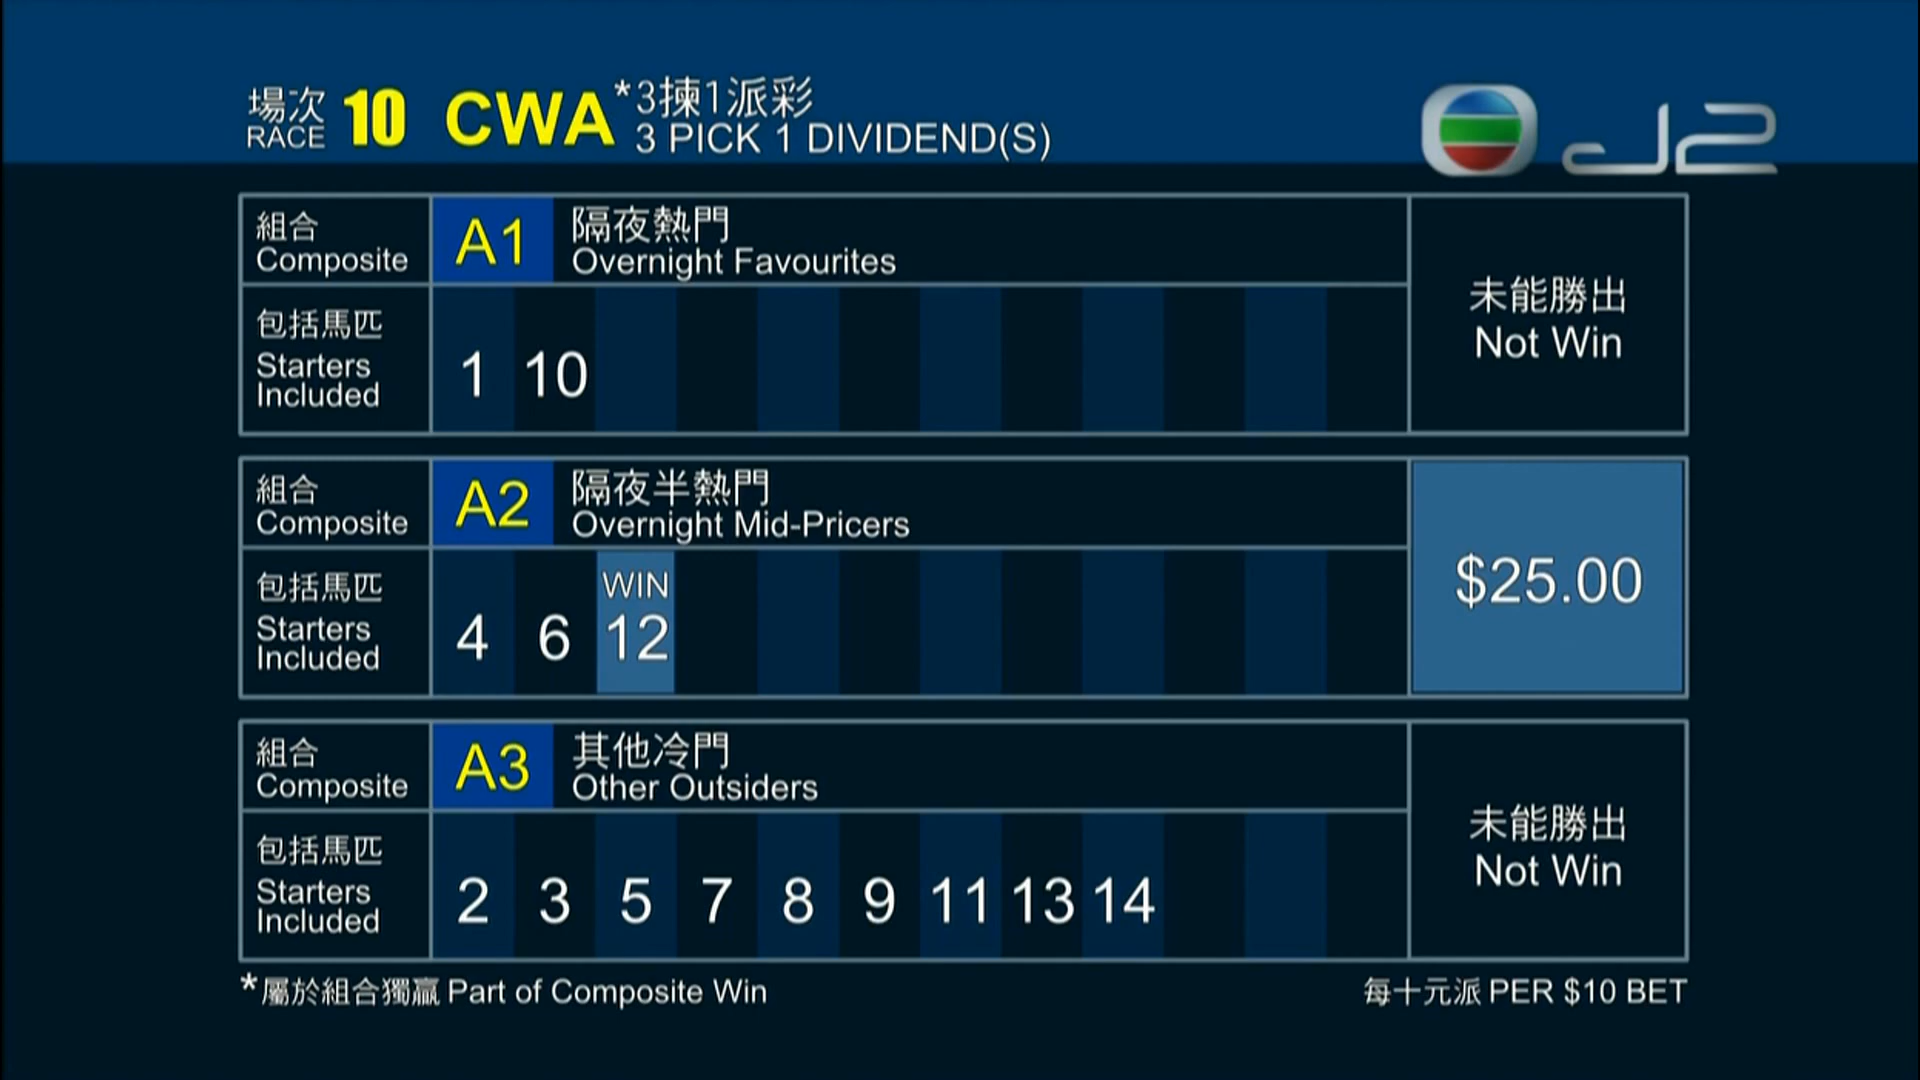 場次
RACE
10
CWA
*3揀1派彩
3 PICK 1 DIVIDEND(S)
J2
組合
Composite
A1
隔夜熱門
Overnight Favourites
包括馬匹
Starters
Included
1 10
未能勝出
Not Win
組合
Composite
A2
隔夜半熱門
Overnight Mid-Pricers
包括馬匹
Starters
Included
WIN
4 6 12
$25.00
組合
Composite
A3
其他冷門
Other Outsiders
包括馬匹
Starters
Included
2 3 5 7 8 9 11 13 14
未能勝出
Not Win
*屬於組合獨贏 Part of Composite Win
每十元派 PER $10 BET